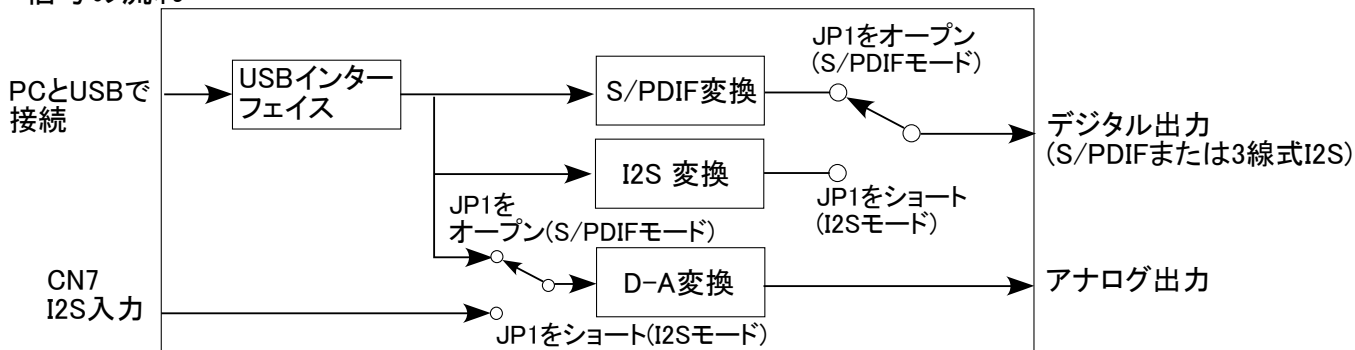 JP1をオープン
(S/PDIFモード)
PCとUSBで
接続
USBインター
フェイス
S/PDIF変換
デジタル出力
(S/PDIFまたは3線式I2S)
I2S 変換
JP1をショート
(I2Sモード)
JP1を
オープン(S/PDIFモード)
CN7
I2S入力
D-A変換
アナログ出力
JP1をショート(I2Sモード)